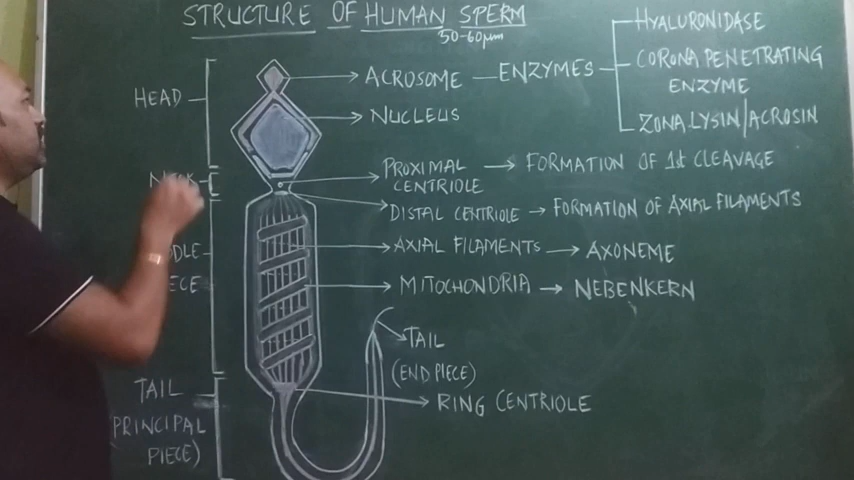 STRUCTURE OF HUMAN SPERM
50-60μm
HYALURONIDASE
CORONA PENETRATING
ENZYME
ZONALYSIN/ACROSIN
HEAD
ACROSOME — ENZYMES
NUCLEUS
PROXIMAL
CENTRIOLE → FORMATION OF 1st CLEAVAGE
DISTAL CENTRIOLE → FORMATION OF AXIAL FILAMENTS
AXIAL FILAMENTS → AXONEME
MITOCHONDRIA → NEBENKERN
TAIL
(END PIECE)
RING CENTRIOLE
TAIL
(PRINCIPAL
PIECE)